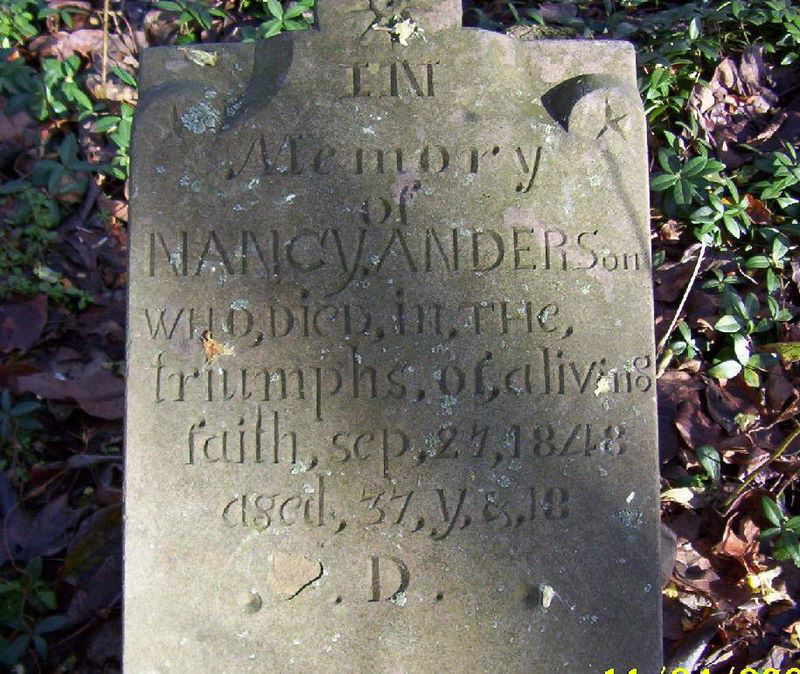 IN
Memory
of
NANCY, ANDERSon
WHO, DieD, in, THe,
triumphs, of, a living
faith, sep, 27, 1848
aged, 37, y, &, 18
. D .